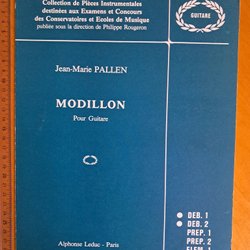 Collection de Pièces Instrumentales
destinées aux Examens et Concours
des Conservatoires et Ecoles de Musique
publiée sous la direction de Philippe Rougeron
GUITARE
Jean-Marie PALLEN
MODILLON
Pour Guitare
DEB. 1
DEB. 2
PREP. 1
PREP. 2
ELEM. 1
Alphonse Leduc - Paris